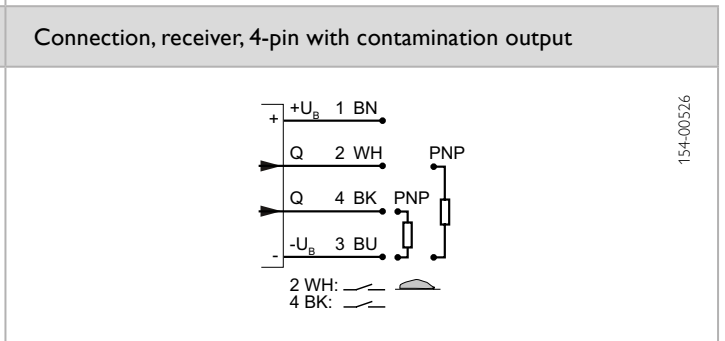 Connection, receiver, 4-pin with contamination output
+U_B 1 BN
+
Q 2 WH PNP
Q 4 BK PNP
-U_B 3 BU
-
2 WH:
4 BK:
154-00526